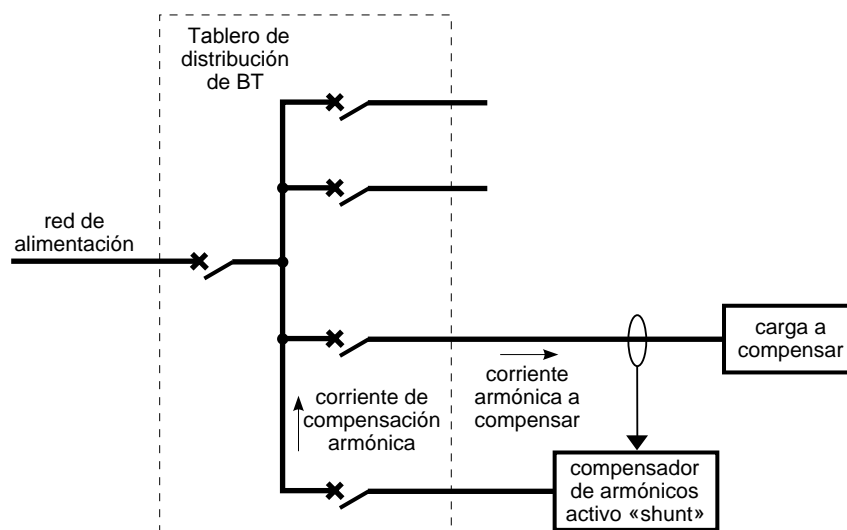 Tablero de
distribución
de BT
red de
alimentación
carga a
compensar
corriente de
compensación
armónica
corriente
armónica a
compensar
compensador
de armónicos
activo «shunt»